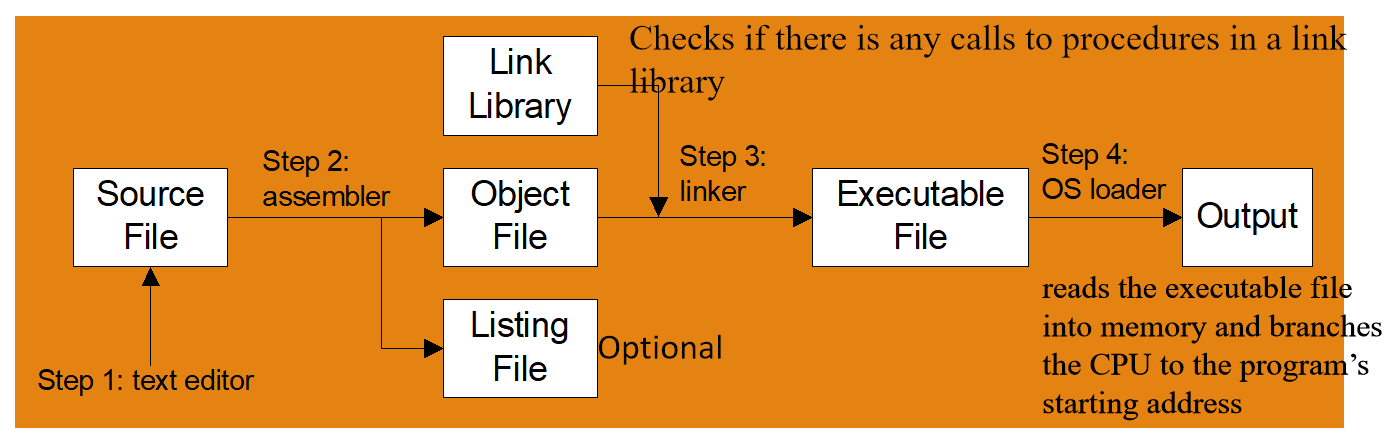 Link
Library
Checks if there is any calls to procedures in a link
library
Source
File
Step 2:
assembler
Object
File
Step 3:
linker
Executable
File
Step 4:
OS loader
Output
Listing
File
Optional
Step 1: text editor
reads the executable file
into memory and branches
the CPU to the program’s
starting address